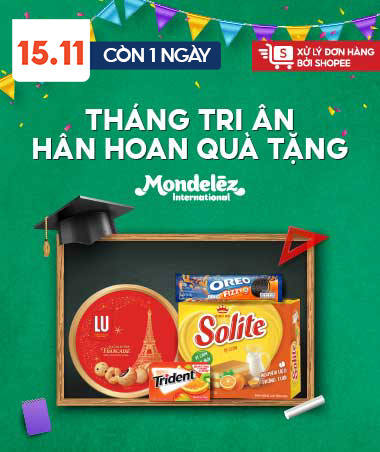 15.11
CÒN 1 NGÀY
S
XỬ LÝ ĐƠN HÀNG
BỞI SHOPEE
THÁNG TRI ÂN
HÂN HOAN QUÀ TẶNG
Mondelēz
International
OREO
FIZZYO
LU
Solite
Trident